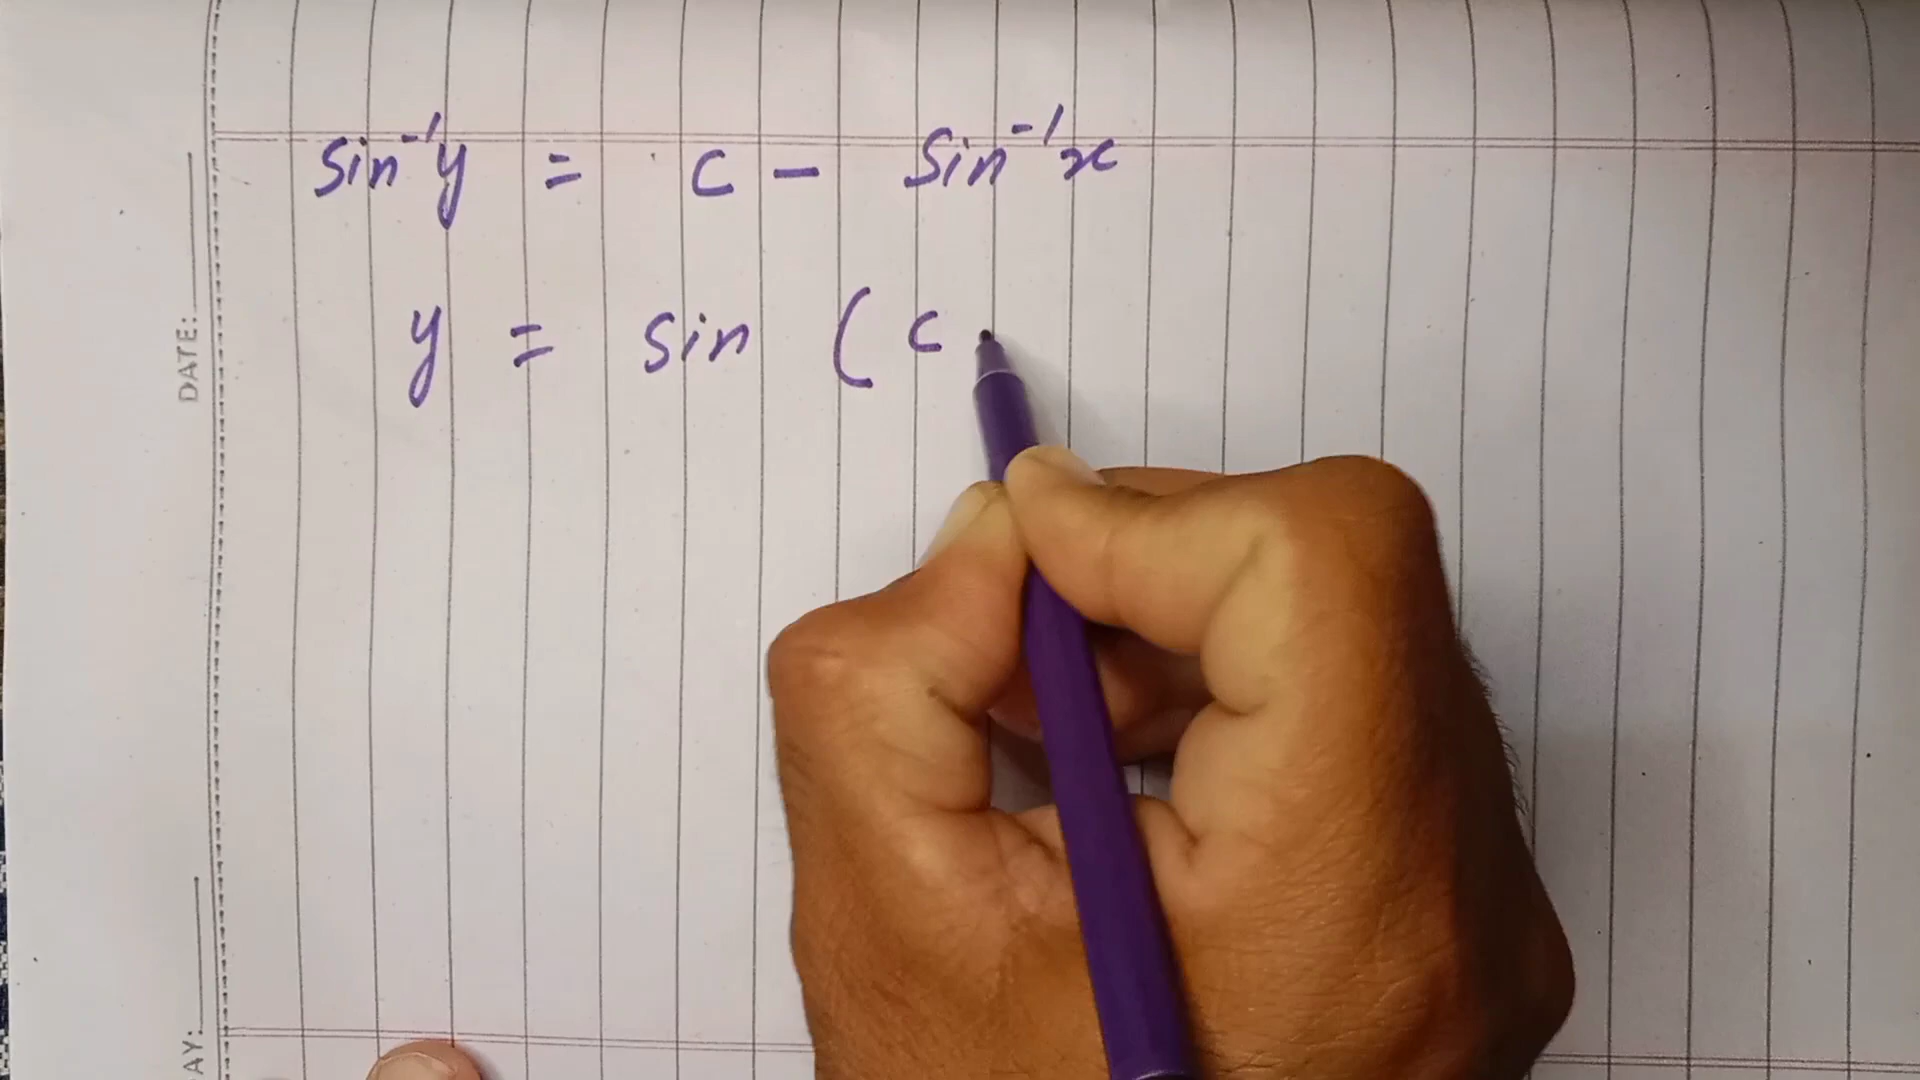 sin⁻¹y = c - sin⁻¹x
y = sin ( c
DATE:
AY: